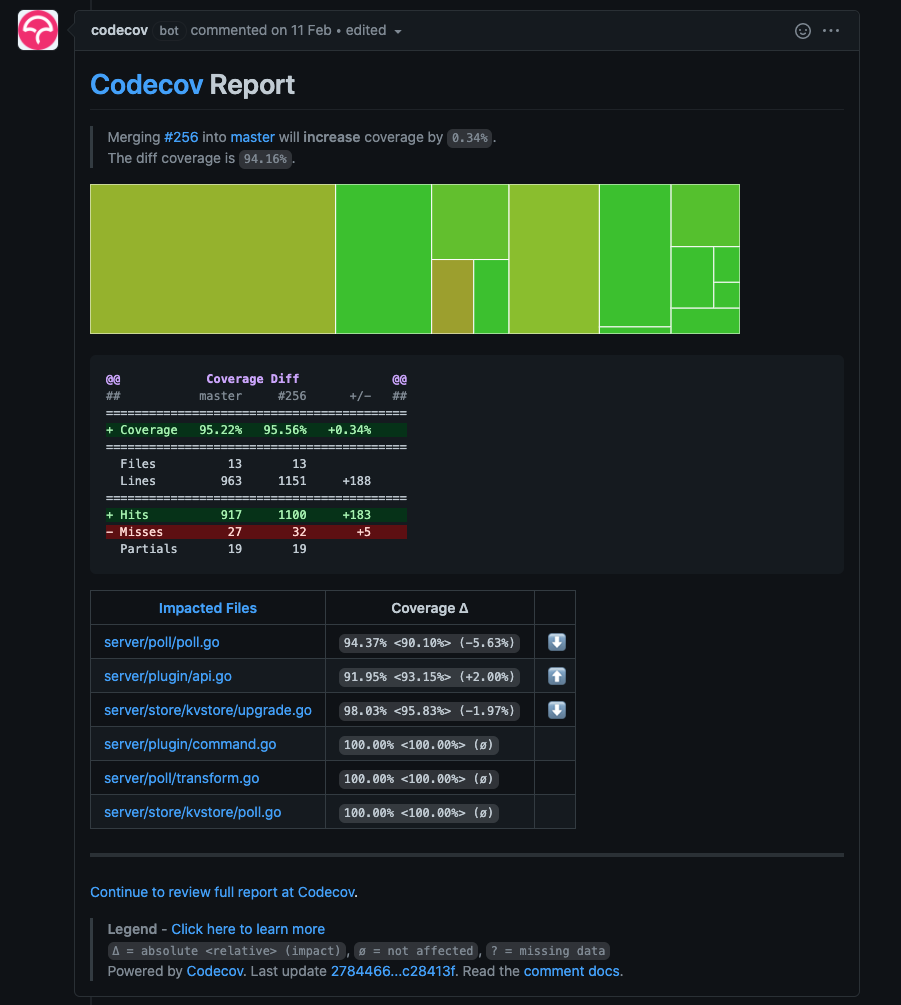 codecov bot commented on 11 Feb • edited
Codecov Report
Merging #256 into master will increase coverage by 0.34%.
The diff coverage is 94.16%.
@@ Coverage Diff @@
## master #256 +/- ##
==========================================
+ Coverage 95.22% 95.56% +0.34%
==========================================
Files 13 13
Lines 963 1151 +188
==========================================
+ Hits 917 1100 +183
- Misses 27 32 +5
Partials 19 19
Impacted Files Coverage Δ
server/poll/poll.go 94.37% <90.10%> (-5.63%) ⬇️
server/plugin/api.go 91.95% <93.15%> (+2.00%) ⬆️
server/store/kvstore/upgrade.go 98.03% <95.83%> (-1.97%) ⬇️
server/plugin/command.go 100.00% <100.00%> (ø)
server/poll/transform.go 100.00% <100.00%> (ø)
server/store/kvstore/poll.go 100.00% <100.00%> (ø)
Continue to review full report at Codecov.
Legend - Click here to learn more
Δ = absolute <relative> (impact), ø = not affected, ? = missing data
Powered by Codecov. Last update 2784466...c28413f. Read the comment docs.